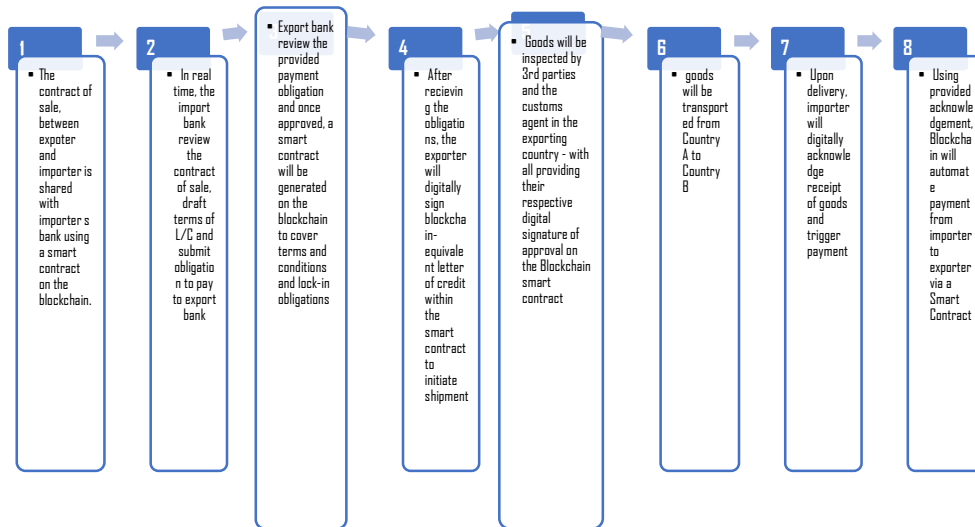 1
▪ The
contract of
sale,
between
expoter
and
importer is
shared
with
importer s
bank using
a smart
contract
on the
blockchain.
2
▪ In real
time, the
import
bank
review
the
contract
of sale,
draft
terms of
L/C and
submit
obligatio
n to pay
to export
bank
3
▪ Export bank
review the
provided
payment
obligation
and once
approved, a
smart
contract
will be
generated
on the
blockchain
to cover
terms and
conditions
and lock-in
obligations
4
▪ After
recievin
g the
obligatio
ns, the
exporter
will
digitally
sign
blockcha
in-
equivale
nt letter
of credit
within
the
smart
contract
to
initiate
shipment
5
▪ Goods will be
inspected by
3rd parties
and the
customs
agent in the
exporting
country - with
all providing
their
respective
digital
signature of
approval on
the Blockchain
smart
contract
6
▪ goods
will be
transport
ed from
Country
A to
Country
B
7
▪ Upon
delivery,
importer
will
digitally
acknowle
dge
receipt
of goods
and
trigger
payment
8
▪ Using
provided
acknowle
dgement,
Blockcha
in will
automat
e
payment
from
importer
to
exporter
via a
Smart
Contract